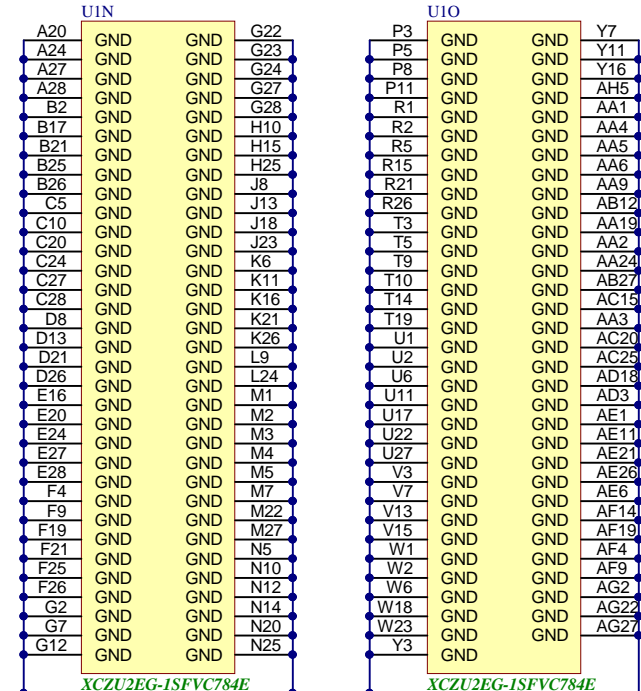 U1N U1O
A20 GND GND G22 P3 GND GND Y7
A24 GND GND G23 P5 GND GND Y11
A27 GND GND G24 P8 GND GND Y16
A28 GND GND G27 P11 GND GND AH5
B2 GND GND G28 R1 GND GND AA1
B17 GND GND H10 R2 GND GND AA4
B21 GND GND H15 R5 GND GND AA5
B25 GND GND H25 R15 GND GND AA6
B26 GND GND J8 R21 GND GND AA9
C5 GND GND J13 R26 GND GND AB12
C10 GND GND J18 T3 GND GND AA19
C20 GND GND J23 T5 GND GND AA2
C24 GND GND K6 T9 GND GND AA24
C27 GND GND K11 T10 GND GND AB27
C28 GND GND K16 T14 GND GND AC15
D8 GND GND K21 T19 GND GND AA3
D13 GND GND K26 U1 GND GND AC20
D21 GND GND L9 U2 GND GND AC25
D26 GND GND L24 U6 GND GND AD18
E16 GND GND M1 U11 GND GND AD3
E20 GND GND M2 U17 GND GND AE1
E24 GND GND M3 U22 GND GND AE11
E27 GND GND M4 U27 GND GND AE21
E28 GND GND M5 V3 GND GND AE26
F4 GND GND M7 V7 GND GND AE6
F9 GND GND M22 V13 GND GND AF14
F19 GND GND M27 V15 GND GND AF19
F21 GND GND N5 W1 GND GND AF4
F25 GND GND N10 W2 GND GND AF9
F26 GND GND N12 W6 GND GND AG2
G2 GND GND N14 W18 GND GND AG22
G7 GND GND N20 W23 GND GND AG27
G12 GND GND N25 Y3 GND
XCZU2EG-1SFVC784E XCZU2EG-1SFVC784E